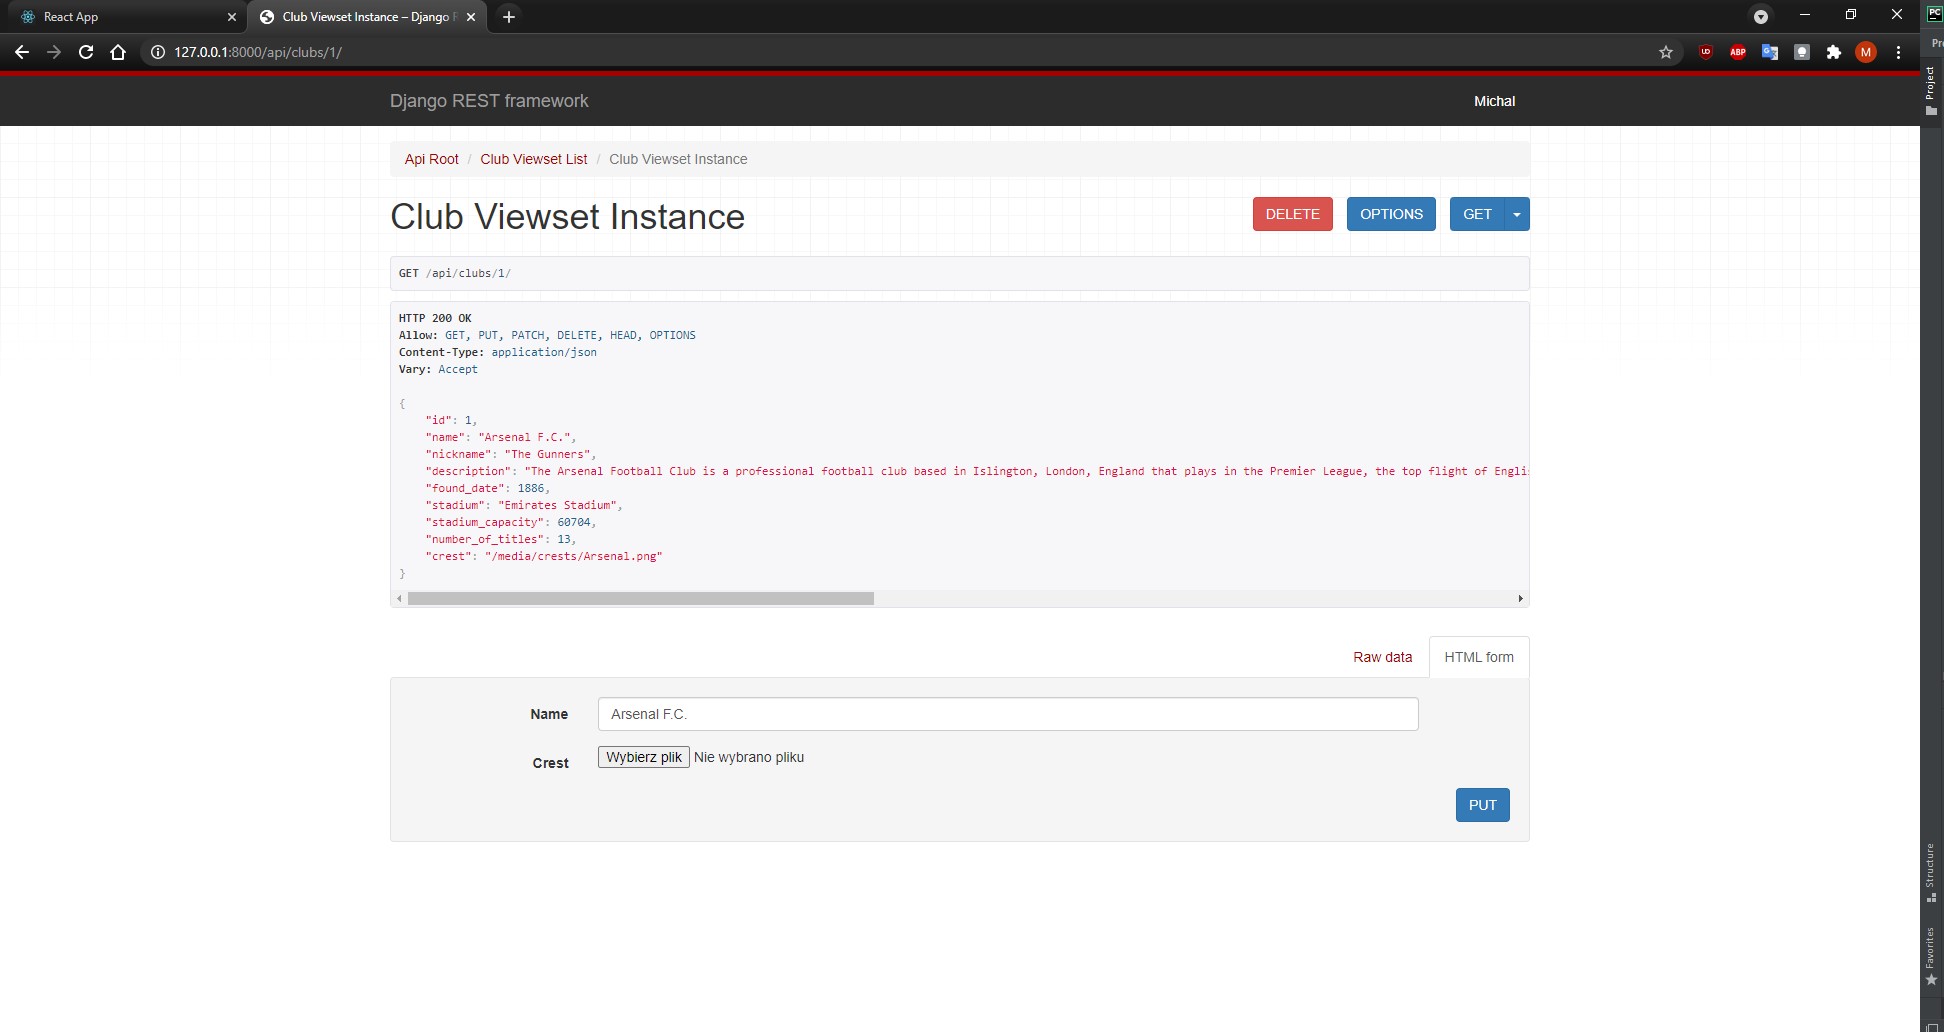 React App
Club Viewset Instance – Django R
127.0.0.1:8000/api/clubs/1/
Django REST framework
Michal
Api Root / Club Viewset List / Club Viewset Instance
Club Viewset Instance
DELETE
OPTIONS
GET
GET /api/clubs/1/
HTTP 200 OK
Allow: GET, PUT, PATCH, DELETE, HEAD, OPTIONS
Content-Type: application/json
Vary: Accept
{
"id": 1,
"name": "Arsenal F.C.",
"nickname": "The Gunners",
"description": "The Arsenal Football Club is a professional football club based in Islington, London, England that plays in the Premier League, the top flight of Englis
"found_date": 1886,
"stadium": "Emirates Stadium",
"stadium_capacity": 60704,
"number_of_titles": 13,
"crest": "/media/crests/Arsenal.png"
}
Raw data
HTML form
Name
Arsenal F.C.
Crest
Wybierz plik Nie wybrano pliku
PUT
UD
ABP
M
PC
Pro
Project
Structure
Favorites